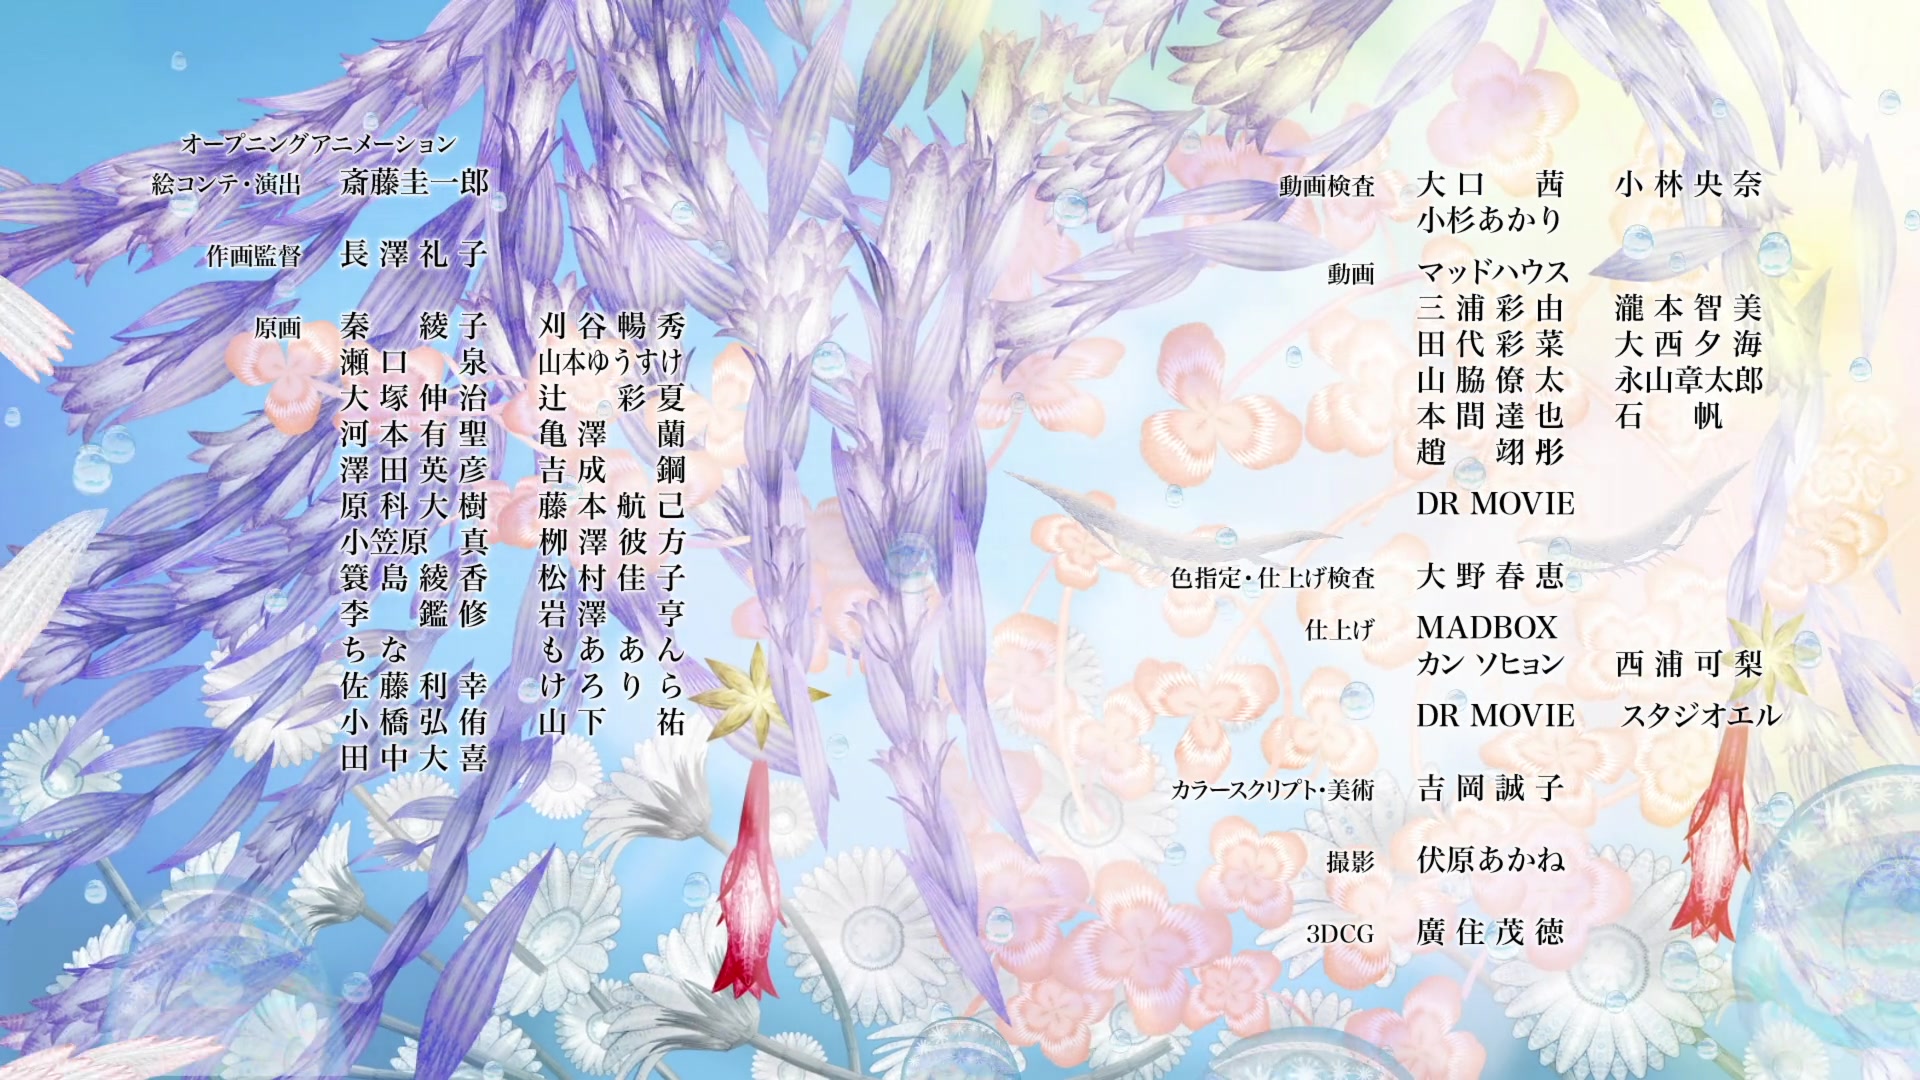 オープニングアニメーション
絵コンテ・演出 斎藤圭一郎
作画監督 長澤礼子
原画 秦綾子 刈谷暢秀
瀬口泉 山本ゆうすけ
大塚伸治 辻彩夏
河本有聖 亀澤蘭
澤田英彦 吉成鋼
原科大樹 藤本航己
小笠原真 栁澤彼方
簑島綾香 松村佳子
李鑑修 岩澤亨
ちな もああん
佐藤利幸 けろりら
小橋弘侑 山下祐
田中大喜
動画検査 大口茜 小林央奈
小杉あかり
動画 マッドハウス
三浦彩由 瀧本智美
田代彩菜 大西夕海
山脇僚太 永山章太郎
本間達也 石帆
趙翊彤
DR MOVIE
色指定・仕上げ検査 大野春恵
仕上げ MADBOX
カン ソヒョン 西浦可梨
DR MOVIE スタジオエル
カラースクリプト・美術 吉岡誠子
撮影 伏原あかね
3DCG 廣住茂徳